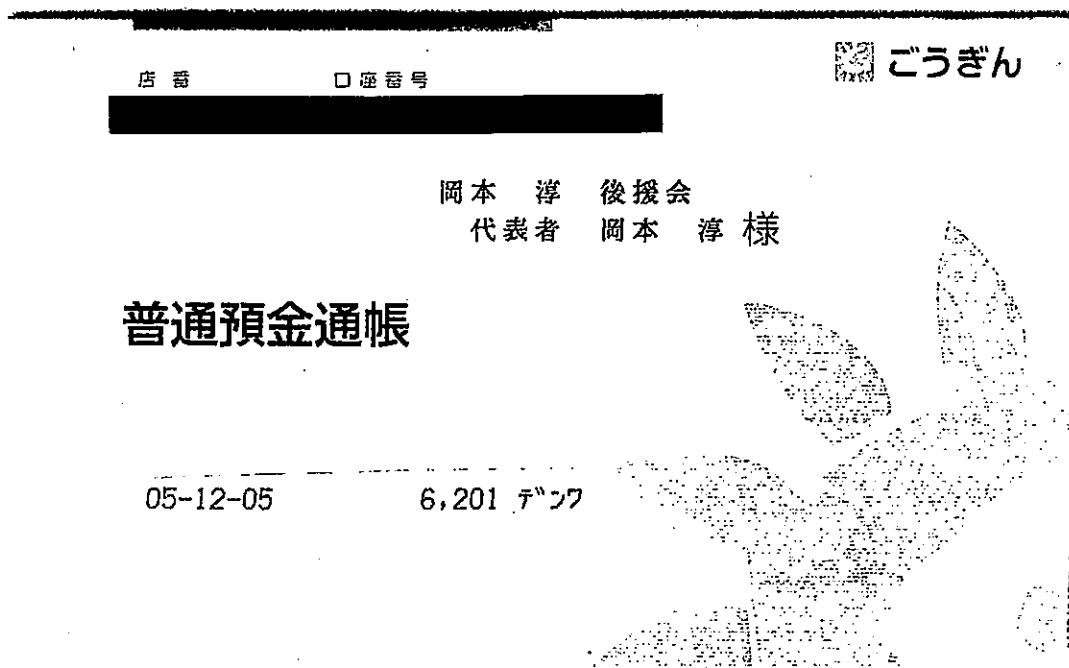 ごうぎん
店番 口座番号
岡本 淳 後援会
代表者 岡本 淳 様
普通預金通帳
05-12-05 6,201 デンワ